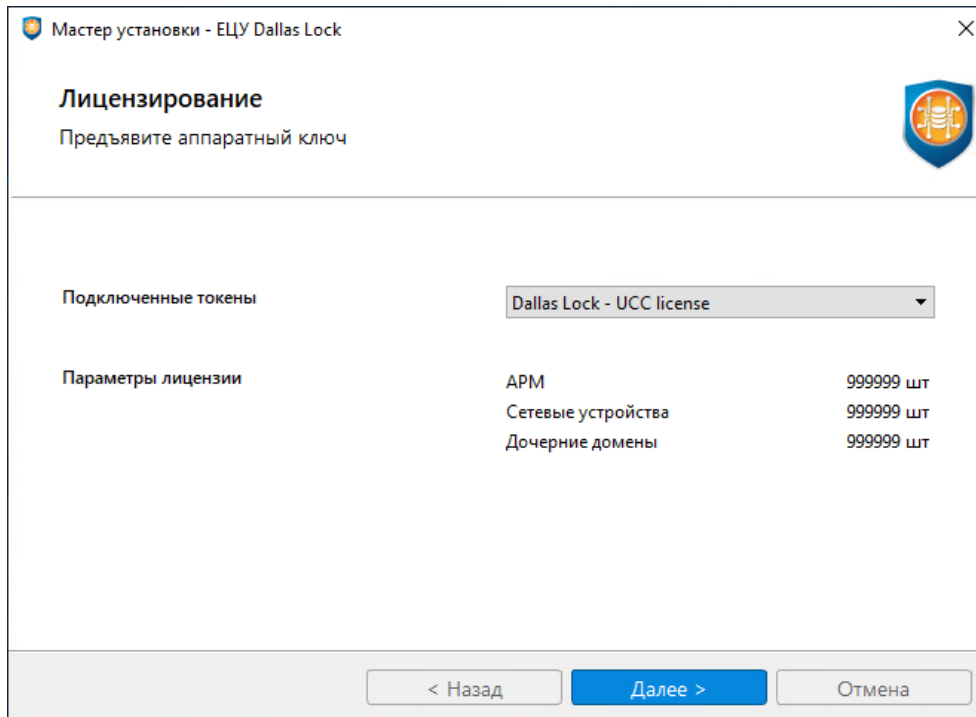 Мастер установки - ЕЦУ Dallas Lock
Лицензирование
Предъявите аппаратный ключ
Подключенные токены
Dallas Lock - UCC license
Параметры лицензии
АРМ 999999 шт
Сетевые устройства 999999 шт
Дочерние домены 999999 шт
< Назад
Далее >
Отмена